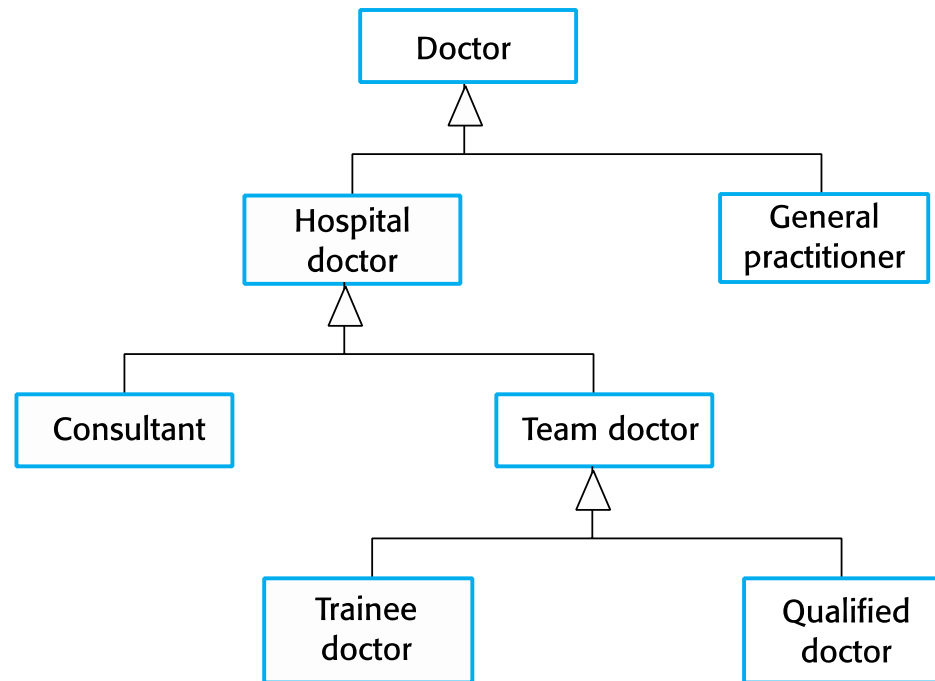 Doctor
Hospital
doctor
General
practitioner
Consultant
Team doctor
Trainee
doctor
Qualified
doctor